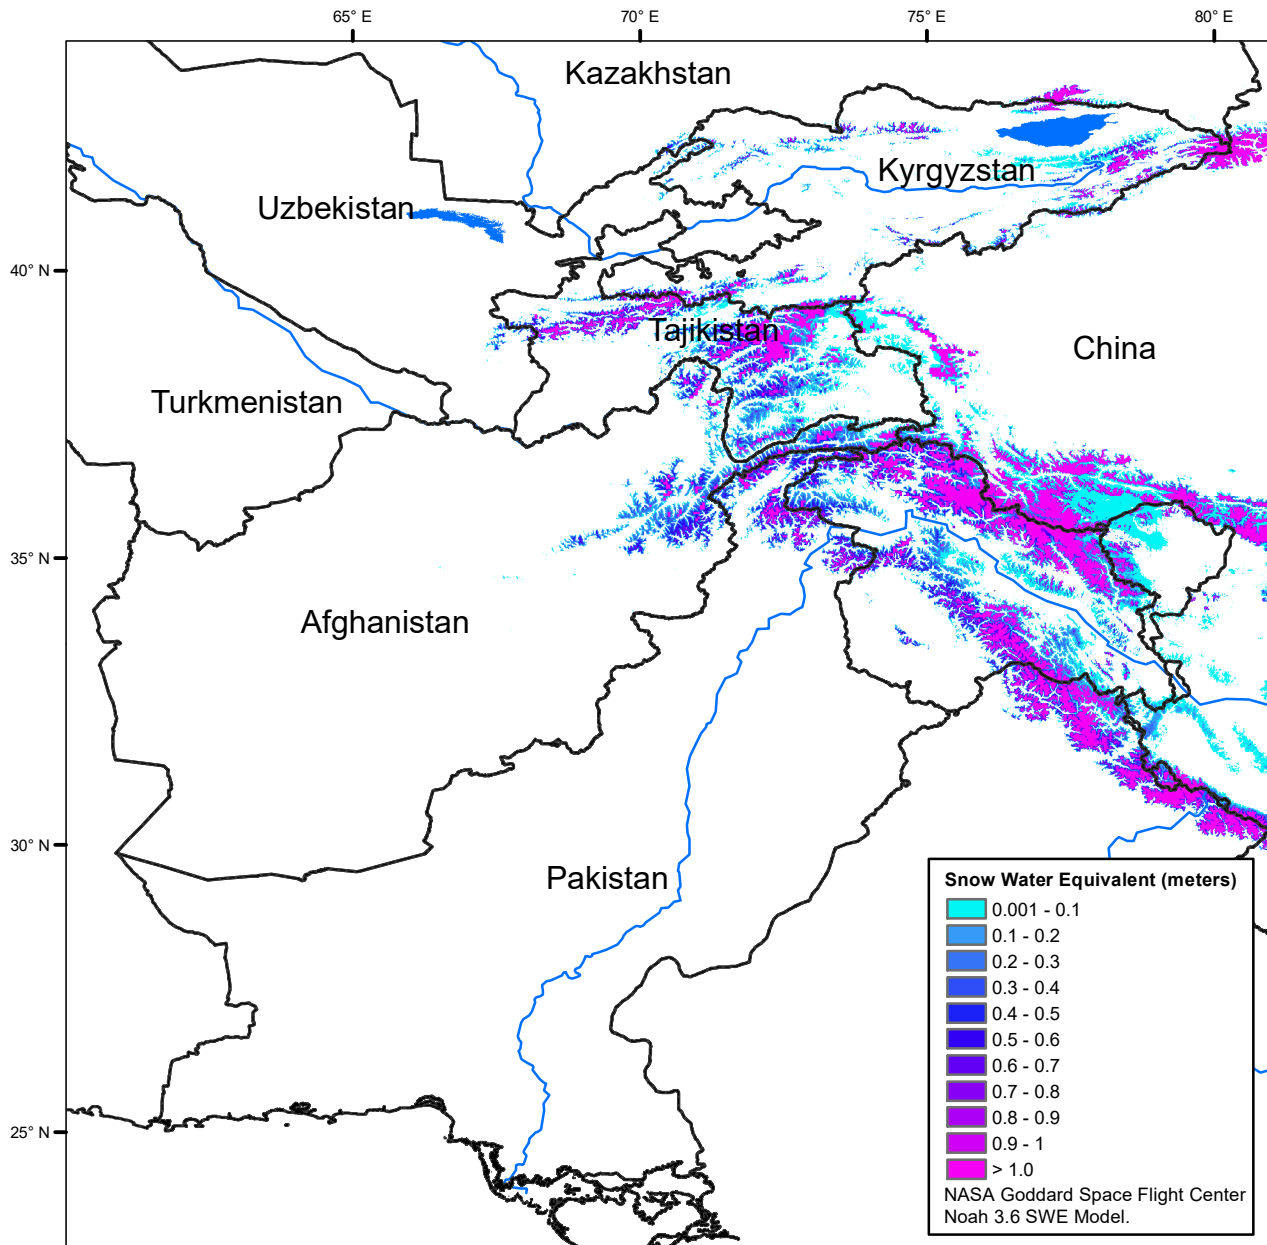 65° E
70° E
75° E
80° E
Kazakhstan
Kyrgyzstan
Uzbekistan
40° N
Tajikistan
China
Turkmenistan
35° N
Afghanistan
30° N
Pakistan
25° N
Snow Water Equivalent (meters)
0.001 - 0.1
0.1 - 0.2
0.2 - 0.3
0.3 - 0.4
0.4 - 0.5
0.5 - 0.6
0.6 - 0.7
0.7 - 0.8
0.8 - 0.9
0.9 - 1
> 1.0
NASA Goddard Space Flight Center
Noah 3.6 SWE Model.